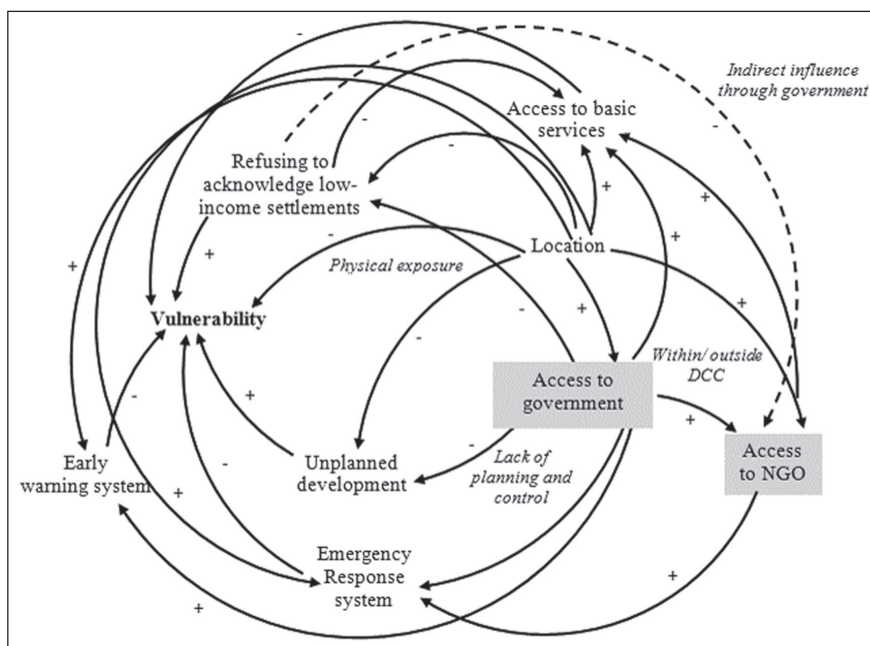 Indirect influence
through government
Access to basic
services
Refusing to
acknowledge low-
income settlements
Location
Physical exposure
Vulnerability
Within/ outside
DCC
Access to
government
Early
warning system
Unplanned
development
Lack of
planning and
control
Access
to NGO
Emergency
Response
system
-
-
-
-
+
+
+
+
-
+
+
-
-
-
+
-
-
+
-
+
+
+